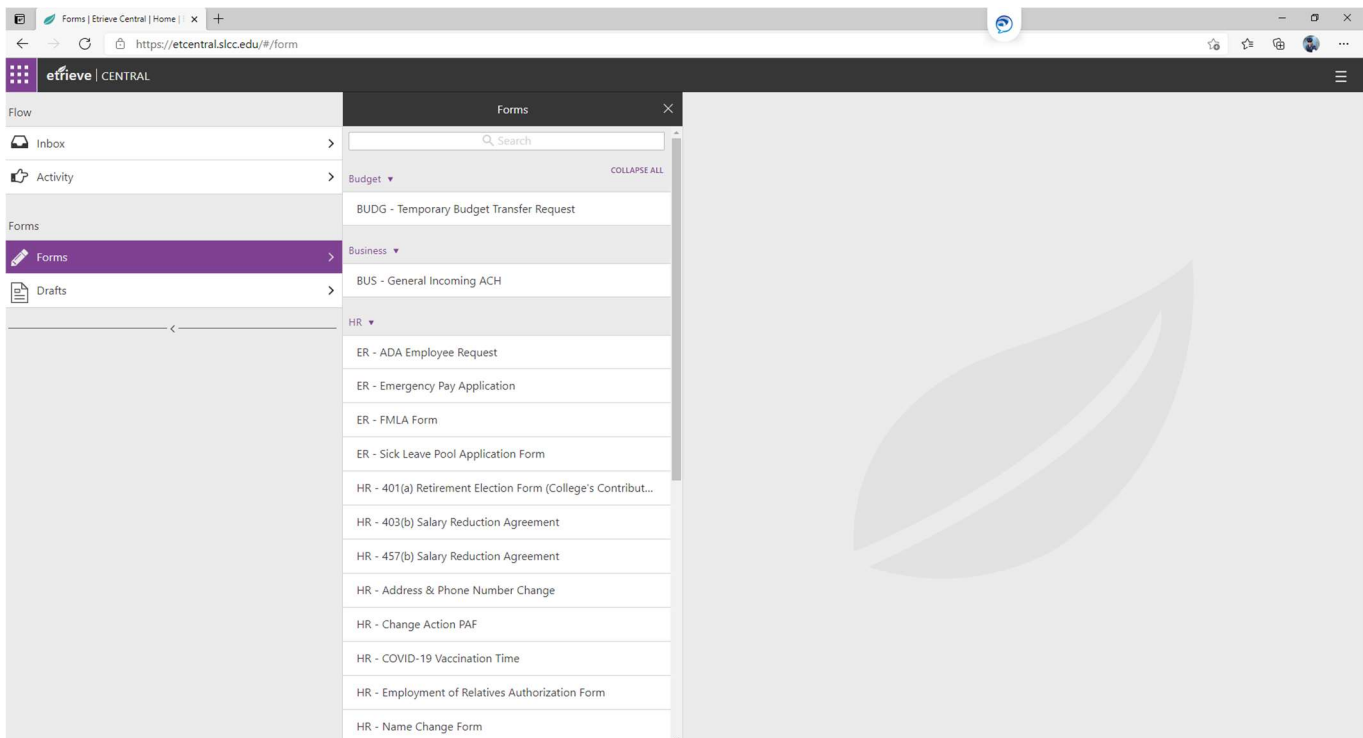 Forms | Etrieve Central | Home |
https://etcentral.slcc.edu/#/form
etrieve | CENTRAL
Flow
Inbox
Activity
Forms
Forms
Drafts
Forms
Search
COLLAPSE ALL
Budget
BUDG - Temporary Budget Transfer Request
Business
BUS - General Incoming ACH
HR
ER - ADA Employee Request
ER - Emergency Pay Application
ER - FMLA Form
ER - Sick Leave Pool Application Form
HR - 401(a) Retirement Election Form (College's Contribut...
HR - 403(b) Salary Reduction Agreement
HR - 457(b) Salary Reduction Agreement
HR - Address & Phone Number Change
HR - Change Action PAF
HR - COVID-19 Vaccination Time
HR - Employment of Relatives Authorization Form
HR - Name Change Form